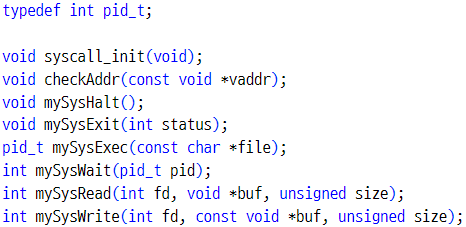 typedef int pid_t;
void syscall_init(void);
void checkAddr(const void *vaddr);
void mySysHalt();
void mySysExit(int status);
pid_t mySysExec(const char *file);
int mySysWait(pid_t pid);
int mySysRead(int fd, void *buf, unsigned size);
int mySysWrite(int fd, const void *buf, unsigned size);